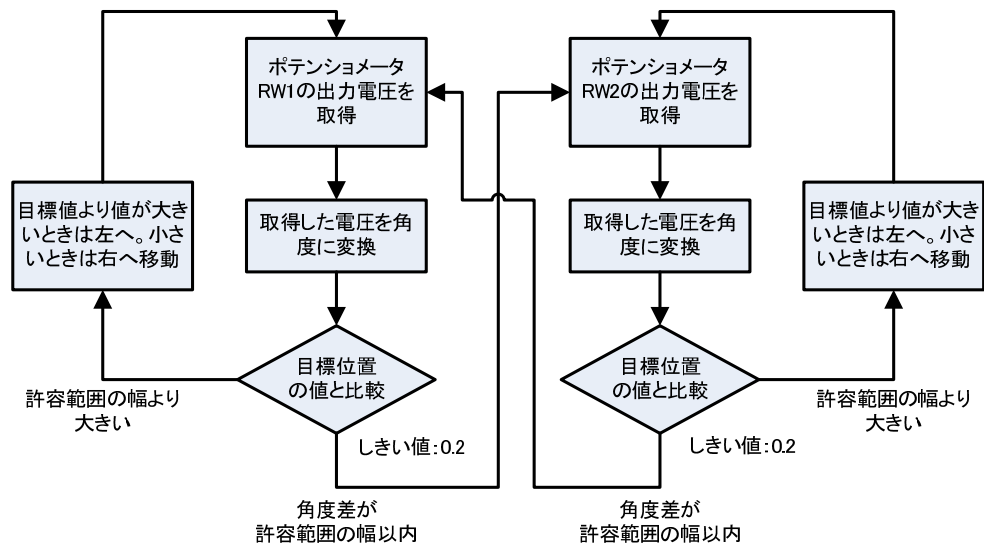 ポテンショメータ
RW1の出力電圧を
取得
取得した電圧を角
度に変換
目標位置
の値と比較
目標値より値が大き
いときは左へ。小さ
いときは右へ移動
許容範囲の幅より
大きい
しきい値:0.2
角度差が
許容範囲の幅以内
ポテンショメータ
RW2の出力電圧を
取得
取得した電圧を角
度に変換
目標位置
の値と比較
目標値より値が大き
いときは左へ。小さ
いときは右へ移動
許容範囲の幅より
大きい
しきい値:0.2
角度差が
許容範囲の幅以内